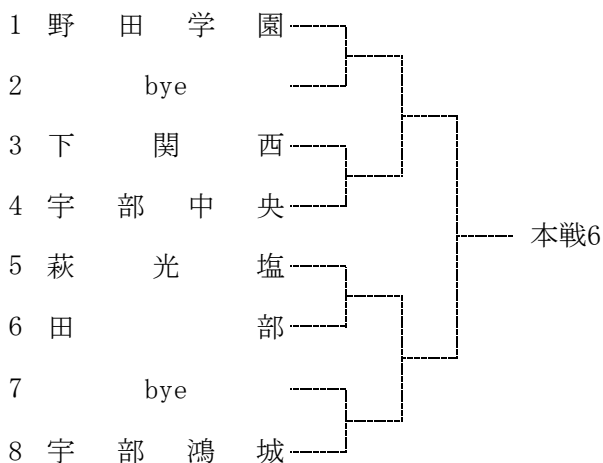 1 野田学園
2 bye
3 下関西
4 宇部中央
本戦6
5 萩光塩
6 田部
7 bye
8 宇部鴻城